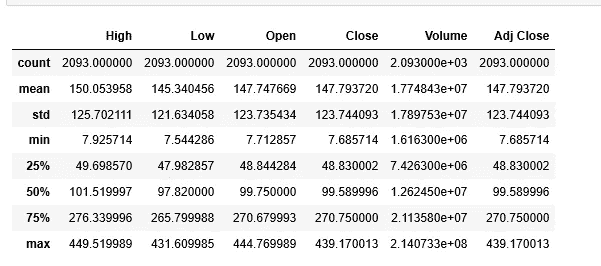 High Low Open Close Volume Adj Close
count 2093.000000 2093.000000 2093.000000 2093.000000 2.093000e+03 2093.000000
mean 150.053958 145.340456 147.747669 147.793720 1.774843e+07 147.793720
std 125.702111 121.634058 123.735434 123.744093 1.789753e+07 123.744093
min 7.925714 7.544286 7.712857 7.685714 1.616300e+06 7.685714
25% 49.698570 47.982857 48.844284 48.830002 7.426300e+06 48.830002
50% 101.519997 97.820000 99.750000 99.589996 1.262450e+07 99.589996
75% 276.339996 265.799988 270.679993 270.750000 2.113580e+07 270.750000
max 449.519989 431.609985 444.769989 439.170013 2.140733e+08 439.170013